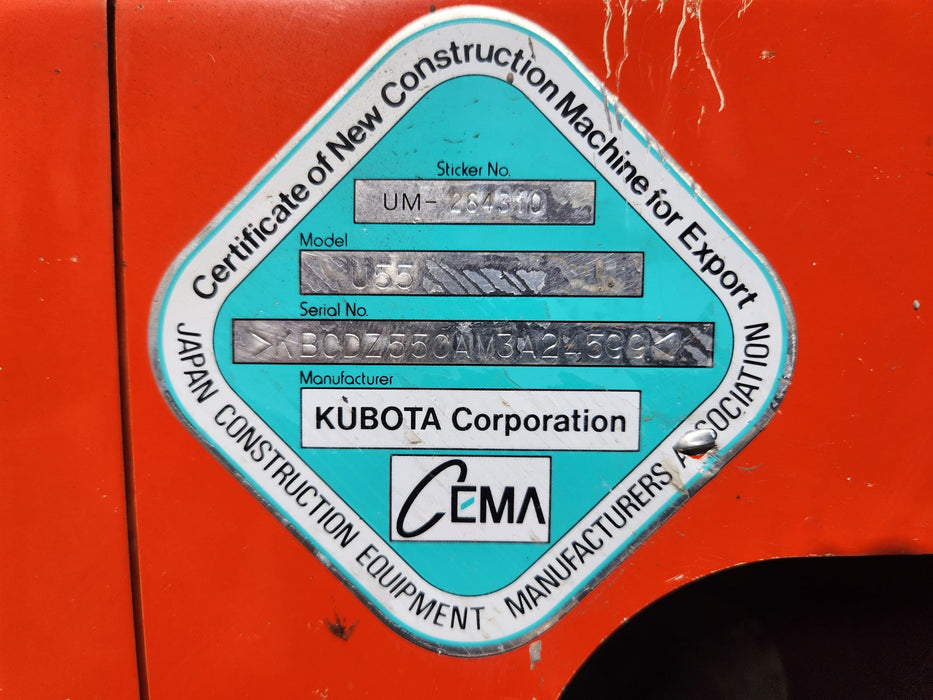 Certificate of New Construction Machine for Export
Sticker No.
UM- 264310
Model
U55
Serial No.
Manufacturer
KUBOTA Corporation
CEMA
JAPAN CONSTRUCTION EQUIPMENT MANUFACTURERS ASSOCIATION